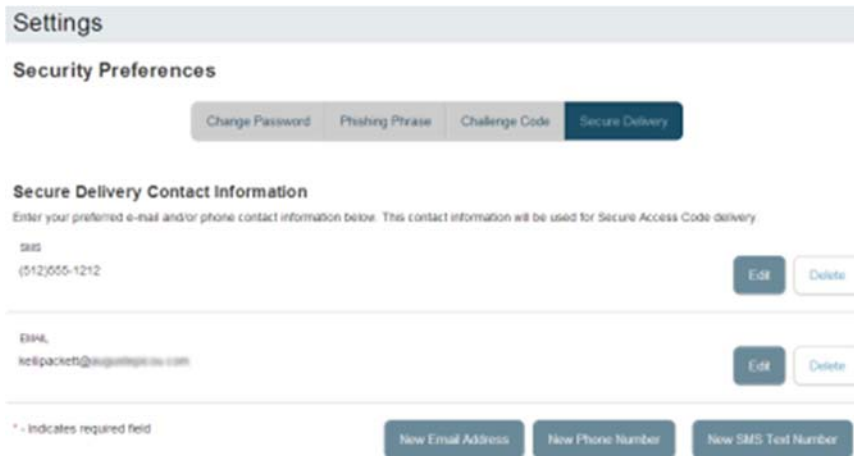 Settings
Security Preferences
Change Password Phishing Phrase Challenge Code Secure Delivery
Secure Delivery Contact Information
Enter your preferred e-mail and/or phone contact information below. This contact information will be used for Secure Access Code delivery.
SMS
(512)655-1212
Edit Delete
EMAIL
Edit Delete
* - Indicates required field
New Email Address New Phone Number New SMS Text Number